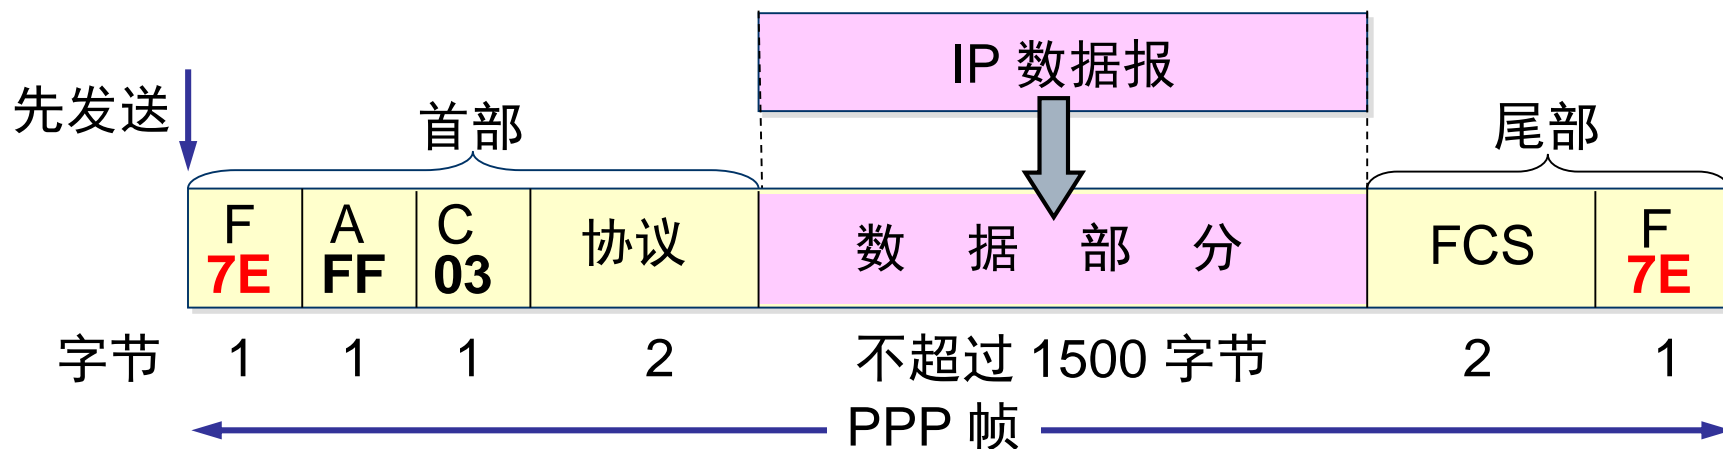 IP 数据报
先发送
首部
尾部
F A C 协议 数 据 部 分 FCS F
7E FF 03 7E
字节 1 1 1 2 不超过 1500 字节 2 1
PPP 帧